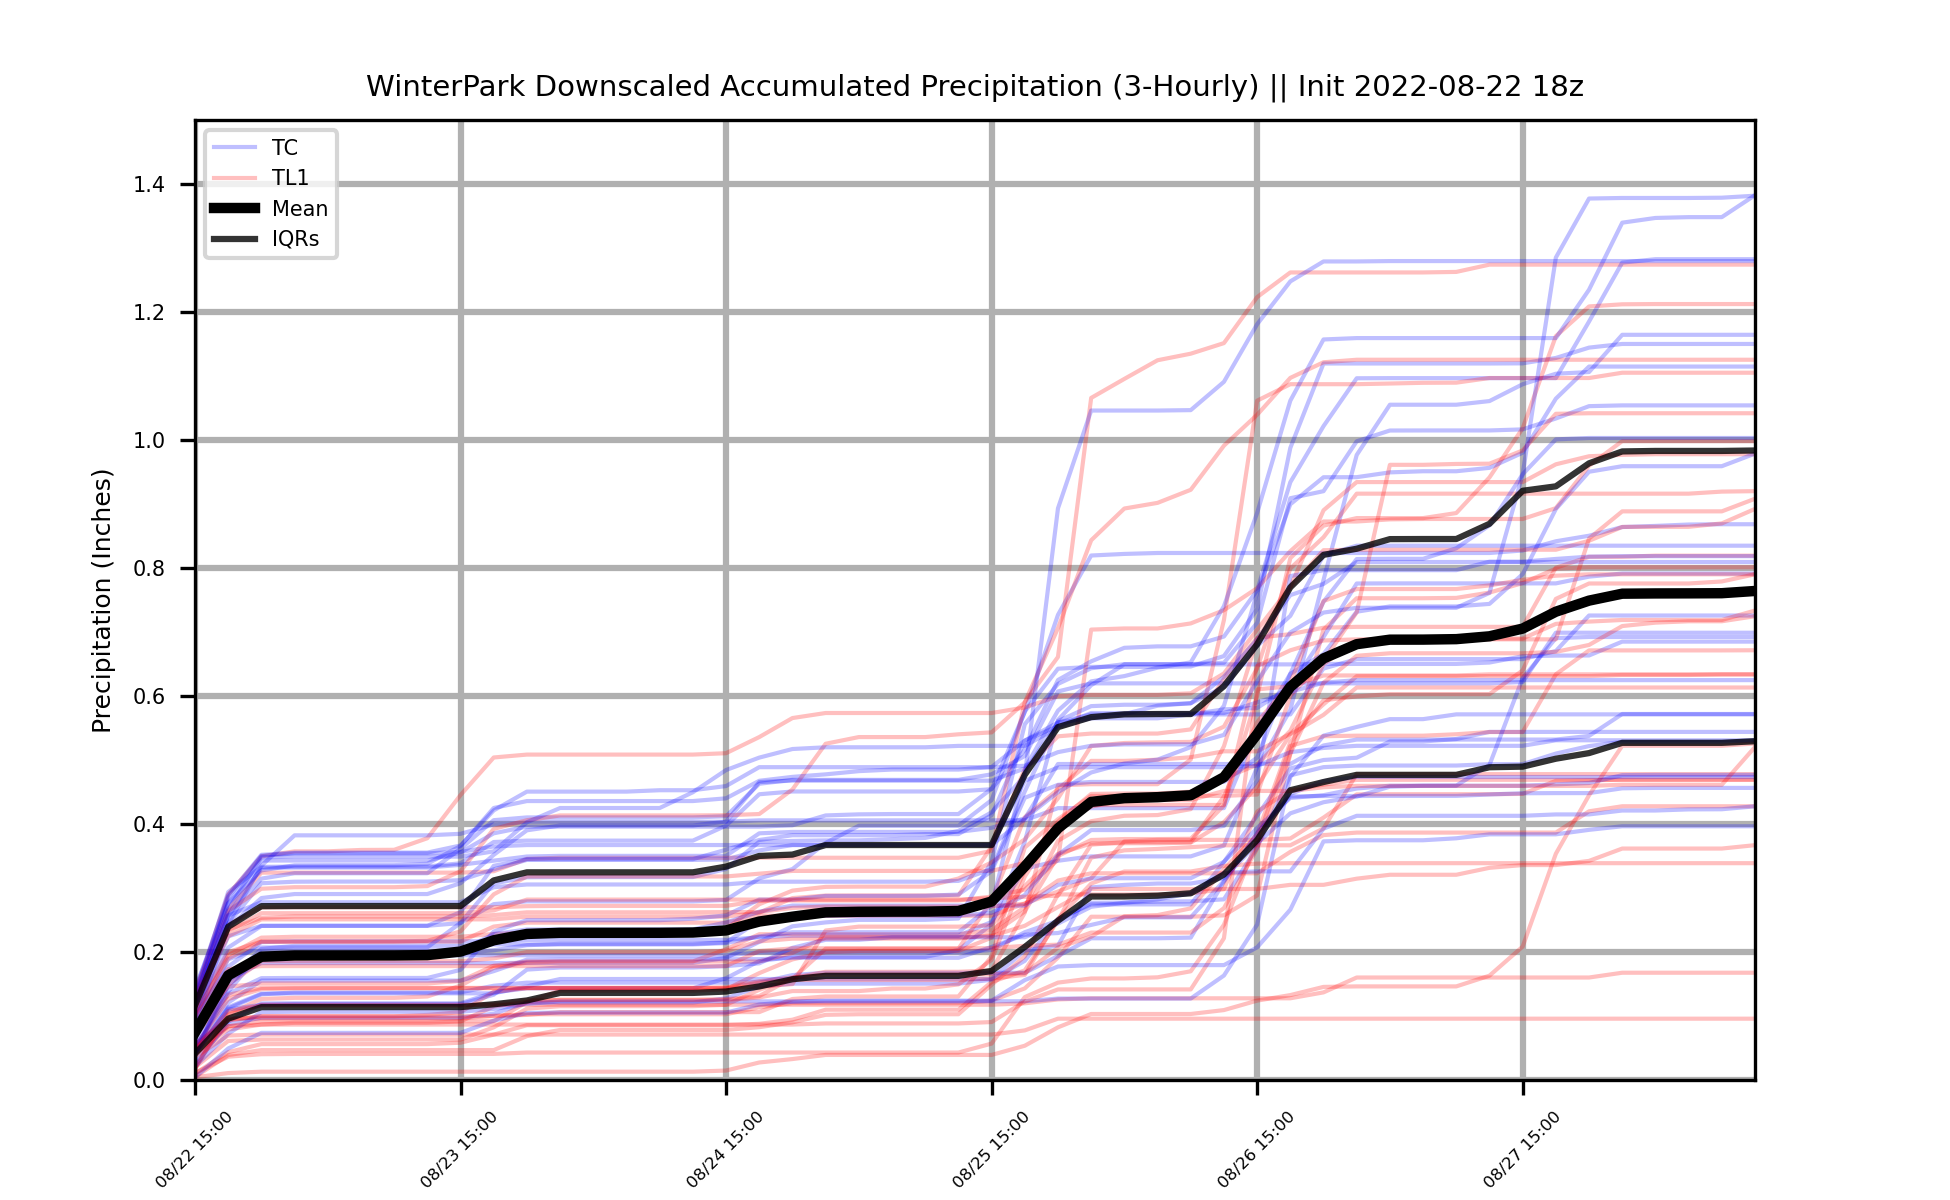 WinterPark Downscaled Accumulated Precipitation (3-Hourly) || Init 2022-08-22 18z
TC
TL1
Mean
IQRs
Precipitation (Inches)
1.4
1.2
1.0
0.8
0.6
0.4
0.2
0.0
08/22 15:00
08/23 15:00
08/24 15:00
08/25 15:00
08/26 15:00
08/27 15:00